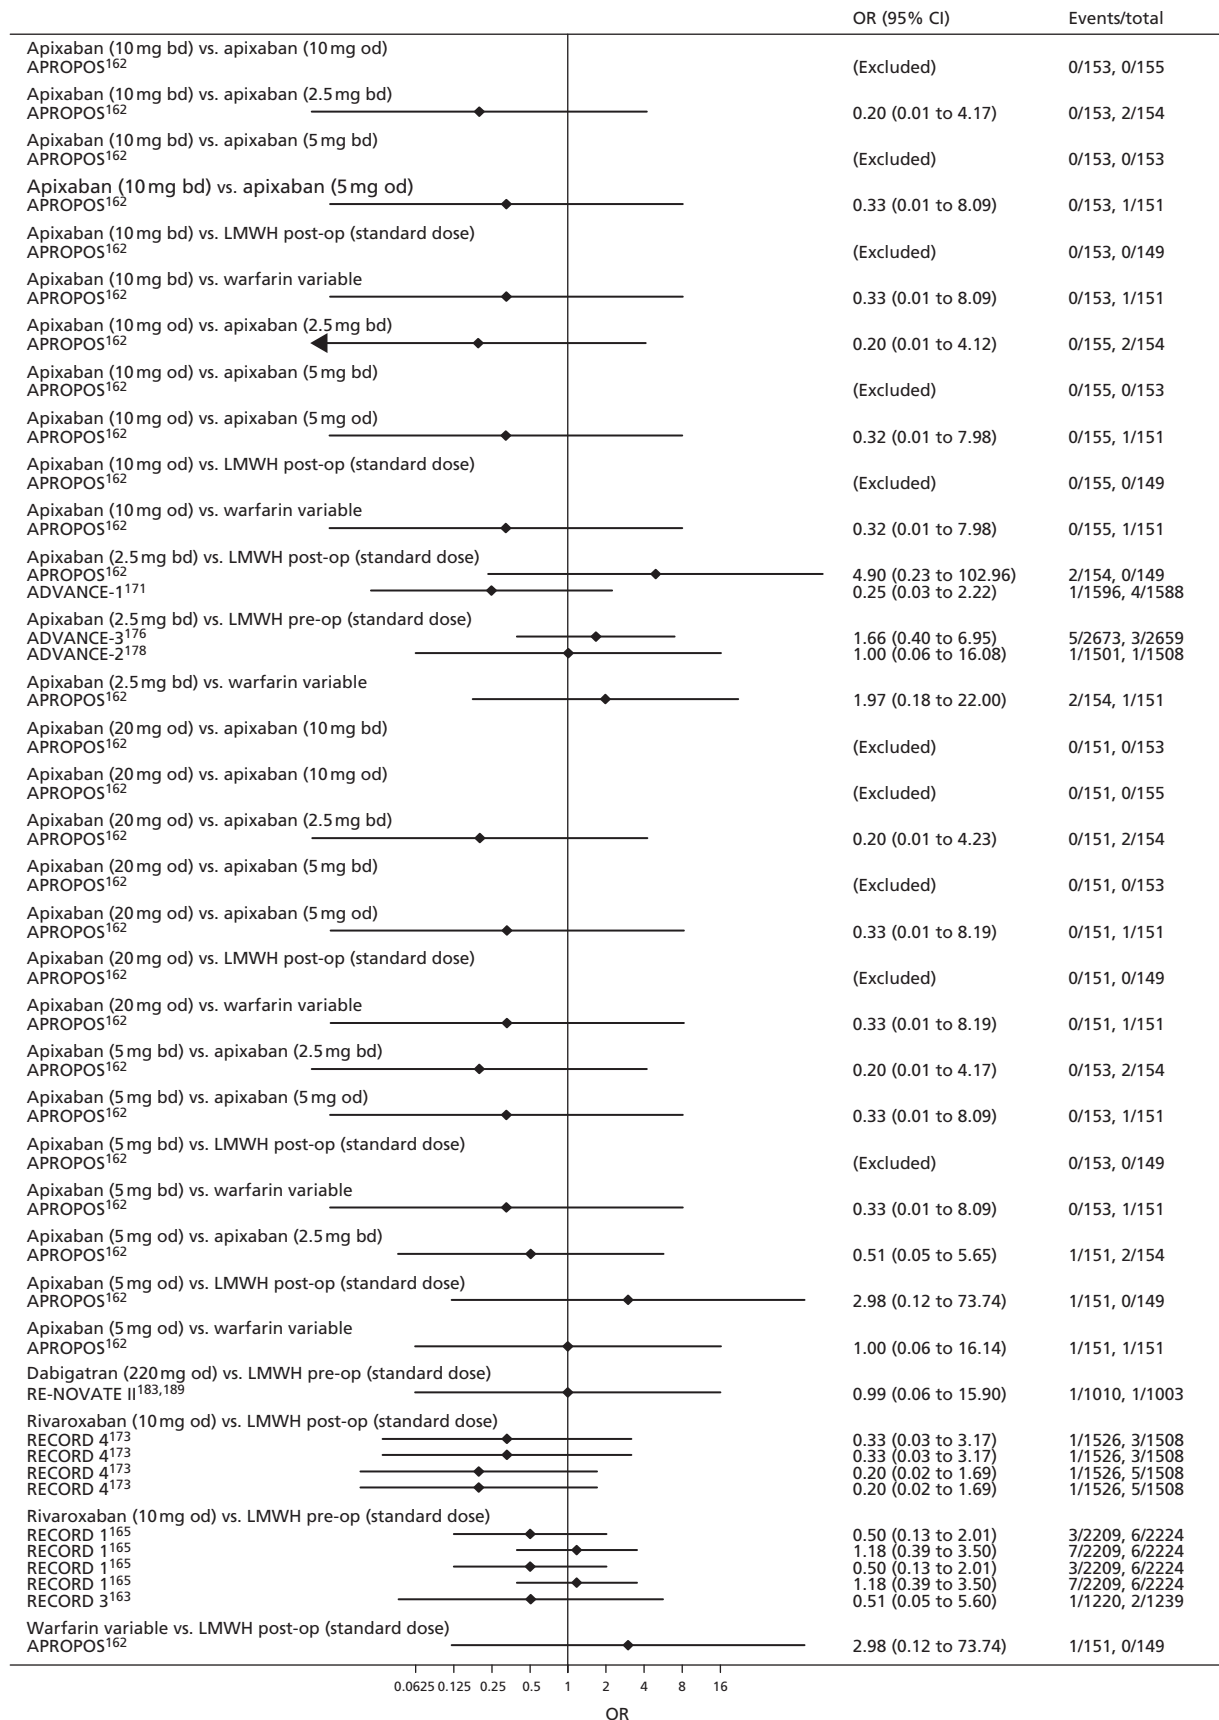 OR (95% CI) Events/total
Apixaban (10 mg bd) vs. apixaban (10 mg od)
APROPOS162 (Excluded) 0/153, 0/155
Apixaban (10 mg bd) vs. apixaban (2.5 mg bd)
APROPOS162 0.20 (0.01 to 4.17) 0/153, 2/154
Apixaban (10 mg bd) vs. apixaban (5 mg bd)
APROPOS162 (Excluded) 0/153, 0/153
Apixaban (10 mg bd) vs. apixaban (5 mg od)
APROPOS162 0.33 (0.01 to 8.09) 0/153, 1/151
Apixaban (10 mg bd) vs. LMWH post-op (standard dose)
APROPOS162 (Excluded) 0/153, 0/149
Apixaban (10 mg bd) vs. warfarin variable
APROPOS162 0.33 (0.01 to 8.09) 0/153, 1/151
Apixaban (10 mg od) vs. apixaban (2.5 mg bd)
APROPOS162 0.20 (0.01 to 4.12) 0/155, 2/154
Apixaban (10 mg od) vs. apixaban (5 mg bd)
APROPOS162 (Excluded) 0/155, 0/153
Apixaban (10 mg od) vs. apixaban (5 mg od)
APROPOS162 0.32 (0.01 to 7.98) 0/155, 1/151
Apixaban (10 mg od) vs. LMWH post-op (standard dose)
APROPOS162 (Excluded) 0/155, 0/149
Apixaban (10 mg od) vs. warfarin variable
APROPOS162 0.32 (0.01 to 7.98) 0/155, 1/151
Apixaban (2.5 mg bd) vs. LMWH post-op (standard dose)
APROPOS162 4.90 (0.23 to 102.96) 2/154, 0/149
ADVANCE-1171 0.25 (0.03 to 2.22) 1/1596, 4/1588
Apixaban (2.5 mg bd) vs. LMWH pre-op (standard dose)
ADVANCE-3176 1.66 (0.40 to 6.95) 5/2673, 3/2659
ADVANCE-2178 1.00 (0.06 to 16.08) 1/1501, 1/1508
Apixaban (2.5 mg bd) vs. warfarin variable
APROPOS162 1.97 (0.18 to 22.00) 2/154, 1/151
Apixaban (20 mg od) vs. apixaban (10 mg bd)
APROPOS162 (Excluded) 0/151, 0/153
Apixaban (20 mg od) vs. apixaban (10 mg od)
APROPOS162 (Excluded) 0/151, 0/155
Apixaban (20 mg od) vs. apixaban (2.5 mg bd)
APROPOS162 0.20 (0.01 to 4.23) 0/151, 2/154
Apixaban (20 mg od) vs. apixaban (5 mg bd)
APROPOS162 (Excluded) 0/151, 0/153
Apixaban (20 mg od) vs. apixaban (5 mg od)
APROPOS162 0.33 (0.01 to 8.19) 0/151, 1/151
Apixaban (20 mg od) vs. LMWH post-op (standard dose)
APROPOS162 (Excluded) 0/151, 0/149
Apixaban (20 mg od) vs. warfarin variable
APROPOS162 0.33 (0.01 to 8.19) 0/151, 1/151
Apixaban (5 mg bd) vs. apixaban (2.5 mg bd)
APROPOS162 0.20 (0.01 to 4.17) 0/153, 2/154
Apixaban (5 mg bd) vs. apixaban (5 mg od)
APROPOS162 0.33 (0.01 to 8.09) 0/153, 1/151
Apixaban (5 mg bd) vs. LMWH post-op (standard dose)
APROPOS162 (Excluded) 0/153, 0/149
Apixaban (5 mg bd) vs. warfarin variable
APROPOS162 0.33 (0.01 to 8.09) 0/153, 1/151
Apixaban (5 mg od) vs. apixaban (2.5 mg bd)
APROPOS162 0.51 (0.05 to 5.65) 1/151, 2/154
Apixaban (5 mg od) vs. LMWH post-op (standard dose)
APROPOS162 2.98 (0.12 to 73.74) 1/151, 0/149
Apixaban (5 mg od) vs. warfarin variable
APROPOS162 1.00 (0.06 to 16.14) 1/151, 1/151
Dabigatran (220 mg od) vs. LMWH pre-op (standard dose)
RE-NOVATE II183,189 0.99 (0.06 to 15.90) 1/1010, 1/1003
Rivaroxaban (10 mg od) vs. LMWH post-op (standard dose)
RECORD 4173 0.33 (0.03 to 3.17) 1/1526, 3/1508
RECORD 4173 0.33 (0.03 to 3.17) 1/1526, 3/1508
RECORD 4173 0.20 (0.02 to 1.69) 1/1526, 5/1508
RECORD 4173 0.20 (0.02 to 1.69) 1/1526, 5/1508
Rivaroxaban (10 mg od) vs. LMWH pre-op (standard dose)
RECORD 1165 0.50 (0.13 to 2.01) 3/2209, 6/2224
RECORD 1165 1.18 (0.39 to 3.50) 7/2209, 6/2224
RECORD 1165 0.50 (0.13 to 2.01) 3/2209, 6/2224
RECORD 1165 1.18 (0.39 to 3.50) 7/2209, 6/2224
RECORD 3163 0.51 (0.05 to 5.60) 1/1220, 2/1239
Warfarin variable vs. LMWH post-op (standard dose)
APROPOS162 2.98 (0.12 to 73.74) 1/151, 0/149
0.0625 0.125 0.25 0.5 1 2 4 8 16
OR